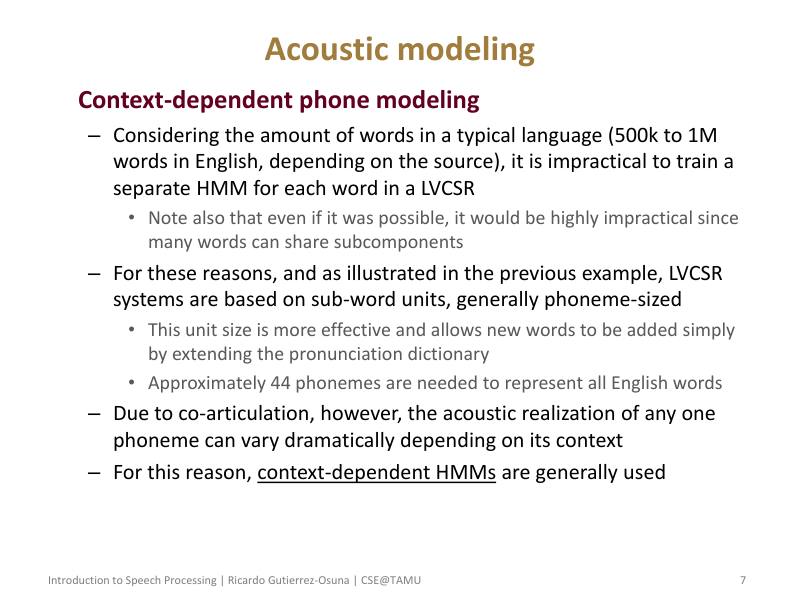 Acoustic modeling
Context-dependent phone modeling
– Considering the amount of words in a typical language (500k to 1M
words in English, depending on the source), it is impractical to train a
separate HMM for each word in a LVCSR
• Note also that even if it was possible, it would be highly impractical since
many words can share subcomponents
– For these reasons, and as illustrated in the previous example, LVCSR
systems are based on sub-word units, generally phoneme-sized
• This unit size is more effective and allows new words to be added simply
by extending the pronunciation dictionary
• Approximately 44 phonemes are needed to represent all English words
– Due to co-articulation, however, the acoustic realization of any one
phoneme can vary dramatically depending on its context
– For this reason, context-dependent HMMs are generally used
Introduction to Speech Processing | Ricardo Gutierrez-Osuna | CSE@TAMU 7